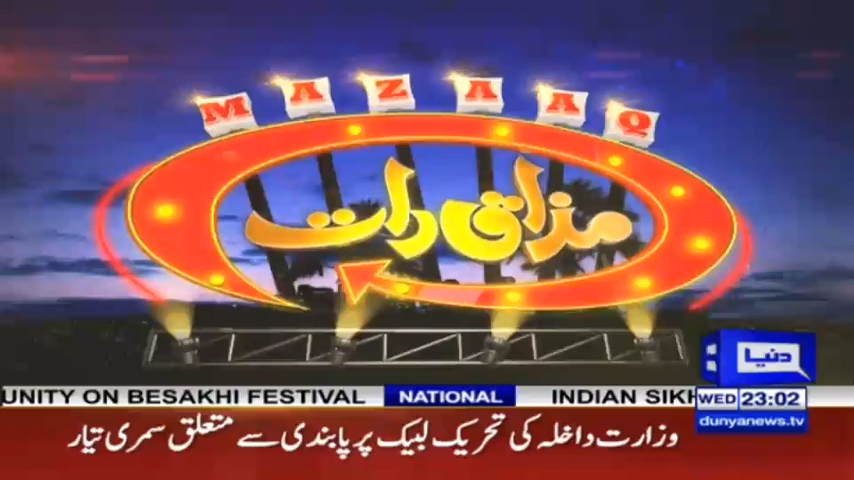 MAZAAQ
مذاق رات
دنیا
UNITY ON BESAKHI FESTIVAL NATIONAL INDIAN SIKH
WED 23:02
dunyanews.tv
وزارت داخلہ کی تحریک لبیک پر پابندی سے متعلق سمری تیار